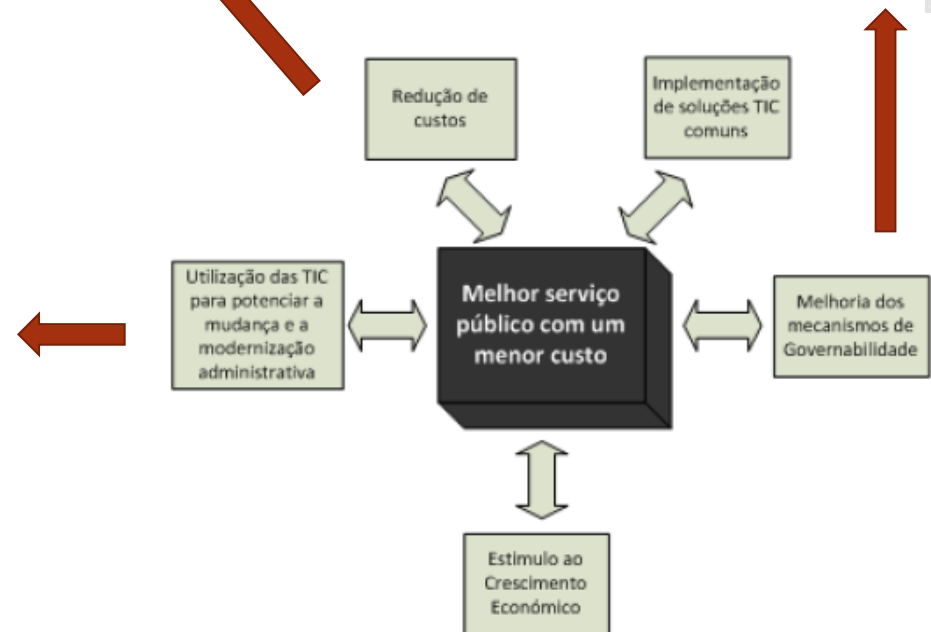 Redução de
custos
Implementação
de soluções TIC
comuns
Utilização das TIC
para potenciar a
mudança e a
modernização
administrativa
Melhor serviço
público com um
menor custo
Melhoria dos
mecanismos de
Governabilidade
Estimulo ao
Crescimento
Económico